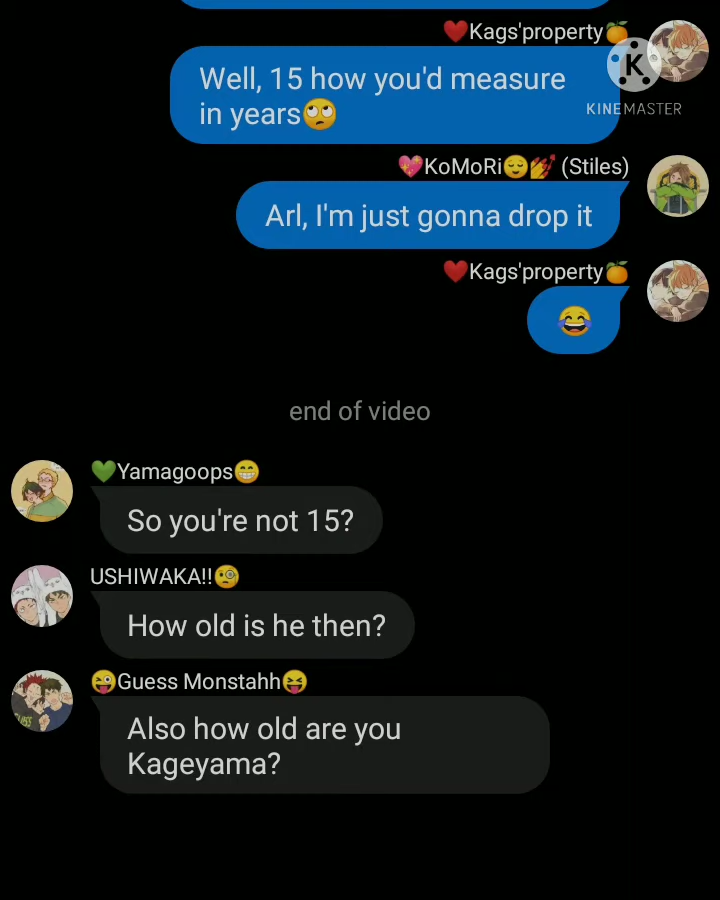 ❤️Kags'property🍊
K
KINEMASTER
Well, 15 how you'd measure
in years🙄
💖KoMoRi😌💅 (Stiles)
Arl, I'm just gonna drop it
❤️Kags'property🍊
😂
end of video
💚Yamagoops😁
So you're not 15?
USHIWAKA!!🧐
How old is he then?
😜Guess Monstahh😝
Also how old are you
Kageyama?